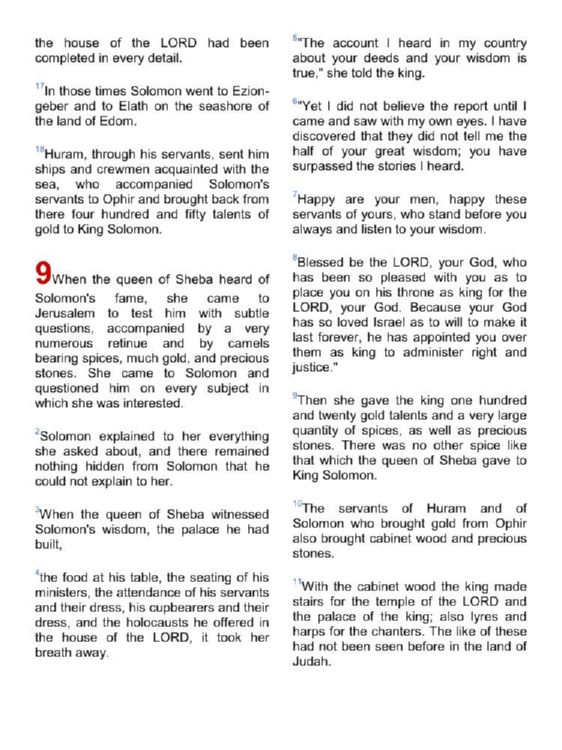 the house of the LORD had been
completed in every detail.
17In those times Solomon went to Ezion-
geber and to Elath on the seashore of
the land of Edom.
18Huram, through his servants, sent him
ships and crewmen acquainted with the
sea, who accompanied Solomon's
servants to Ophir and brought back from
there four hundred and fifty talents of
gold to King Solomon.
9When the queen of Sheba heard of
Solomon's fame, she came to
Jerusalem to test him with subtle
questions, accompanied by a very
numerous retinue and by camels
bearing spices, much gold, and precious
stones. She came to Solomon and
questioned him on every subject in
which she was interested.
2Solomon explained to her everything
she asked about, and there remained
nothing hidden from Solomon that he
could not explain to her.
3When the queen of Sheba witnessed
Solomon's wisdom, the palace he had
built,
4the food at his table, the seating of his
ministers, the attendance of his servants
and their dress, his cupbearers and their
dress, and the holocausts he offered in
the house of the LORD, it took her
breath away.
5"The account I heard in my country
about your deeds and your wisdom is
true," she told the king.
6"Yet I did not believe the report until I
came and saw with my own eyes. I have
discovered that they did not tell me the
half of your great wisdom; you have
surpassed the stories I heard.
7Happy are your men, happy these
servants of yours, who stand before you
always and listen to your wisdom.
8Blessed be the LORD, your God, who
has been so pleased with you as to
place you on his throne as king for the
LORD, your God. Because your God
has so loved Israel as to will to make it
last forever, he has appointed you over
them as king to administer right and
justice."
9Then she gave the king one hundred
and twenty gold talents and a very large
quantity of spices, as well as precious
stones. There was no other spice like
that which the queen of Sheba gave to
King Solomon.
10The servants of Huram and of
Solomon who brought gold from Ophir
also brought cabinet wood and precious
stones.
11With the cabinet wood the king made
stairs for the temple of the LORD and
the palace of the king; also lyres and
harps for the chanters. The like of these
had not been seen before in the land of
Judah.